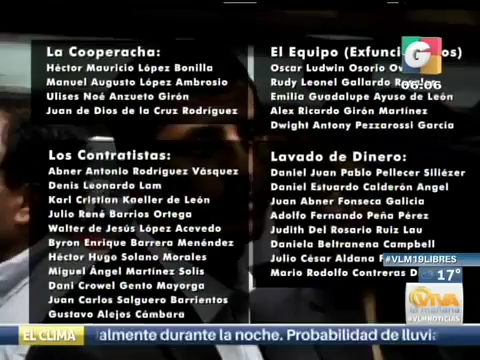 La Cooperacha:
Héctor Mauricio López Bonilla
Manuel Augusto López Ambrosio
Ulises Noé Anzueto Girón
Juan de Dios de la Cruz Rodríguez
El Equipo (Exfunci os)
Oscar Ludwin Osorio
Rudy Leonel Gallardo
Emilia Guadalupe Ayuso de León
Alex Ricardo Girón Martínez
Dwight Antony Pezzarossi García
G
06:06
Los Contratistas:
Abner Antonio Rodríguez Vásquez
Denis Leonardo Lam
Karl Cristian Kaeller de León
Julio René Barrios Ortega
Walter de Jesús López Acevedo
Byron Enrique Barrera Menéndez
Héctor Hugo Solano Morales
Miguel Ángel Martínez Solís
Dani Crowel Gento Mayorga
Juan Carlos Salguero Barrientos
Gustavo Alejos Cámbara
Lavado de Dinero:
Daniel Juan Pablo Pellecer Siliézer
Daniel Estuardo Calderón Angel
Juan Abner Fonseca Galicia
Adolfo Fernando Peña Pérez
Judith Del Rosario Ruiz Lau
Daniela Beltranena Campbell
Julio César Aldana
Mario Rodolfo Contreras
#VLM19LIBRES
17°
VIVA
la mañana
#VLMNOTICIAS
EL CLIMA
almente durante la noche. Probabilidad de lluvia